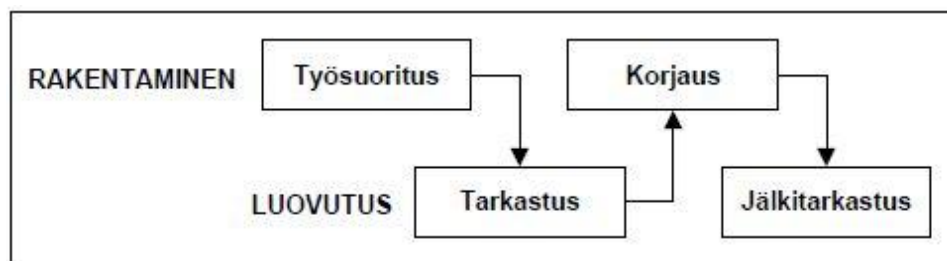 RAKENTAMINEN
Työsuoritus
Korjaus
LUOVUTUS
Tarkastus
Jälkitarkastus